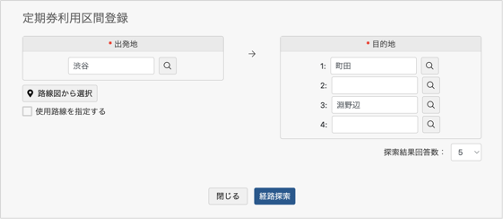 定期券利用区間登録
* 出発地
渋谷
路線図から選択
使用路線を指定する
→
* 目的地
1: 町田
2:
3: 淵野辺
4:
探索結果回答数： 5
閉じる 経路探索